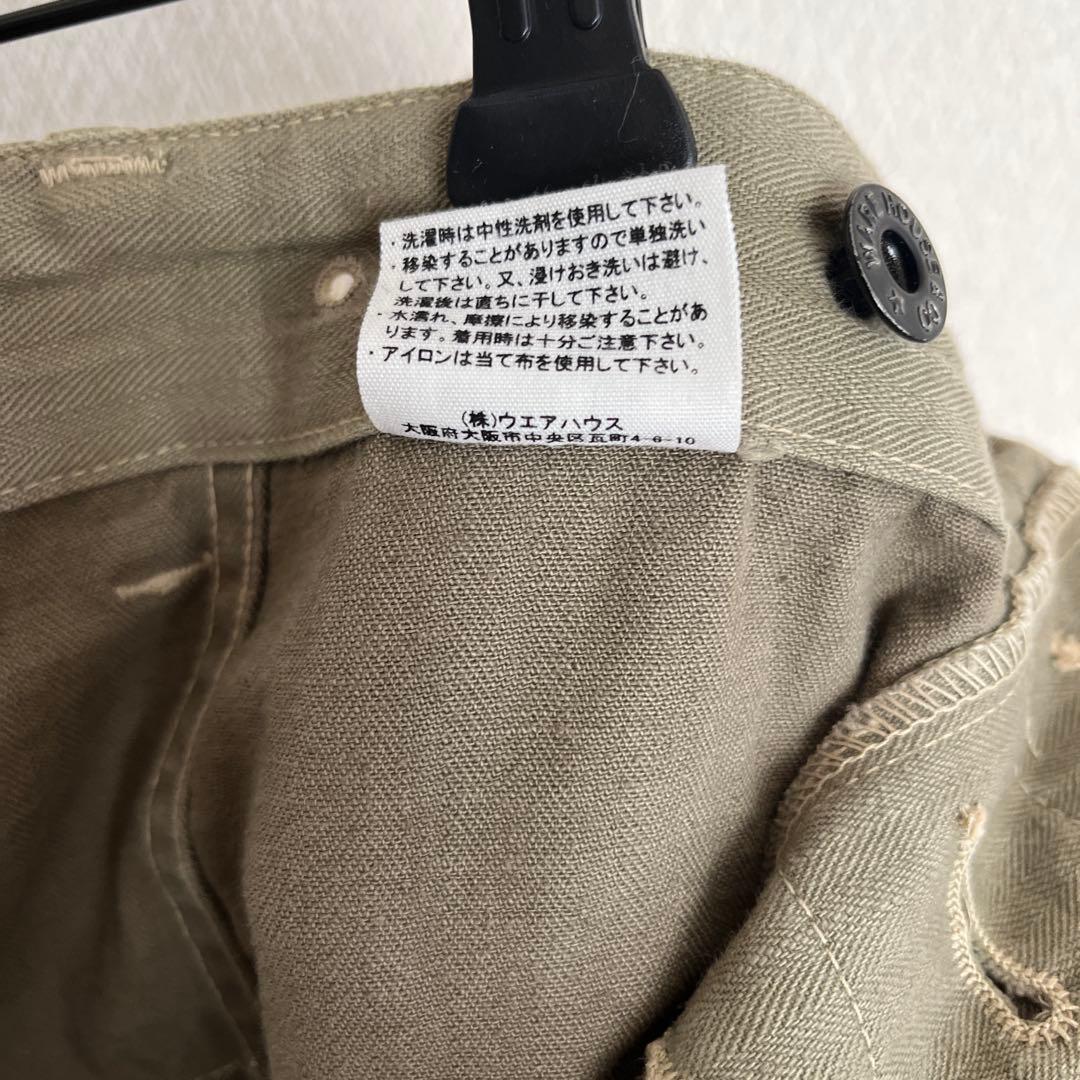 ・洗濯時は中性洗剤を使用して下さい。
・移染することがありますので単独洗い
して下さい。又、浸けおき洗いは避け、
洗濯後は直ちに干して下さい。
・水濡れ、摩擦により移染することがあ
ります。着用時は十分ご注意下さい。
・アイロンは当て布を使用して下さい。
(株)ウエアハウス
大阪府大阪市中央区瓦町4-6-10
WARE HOUSE & CO